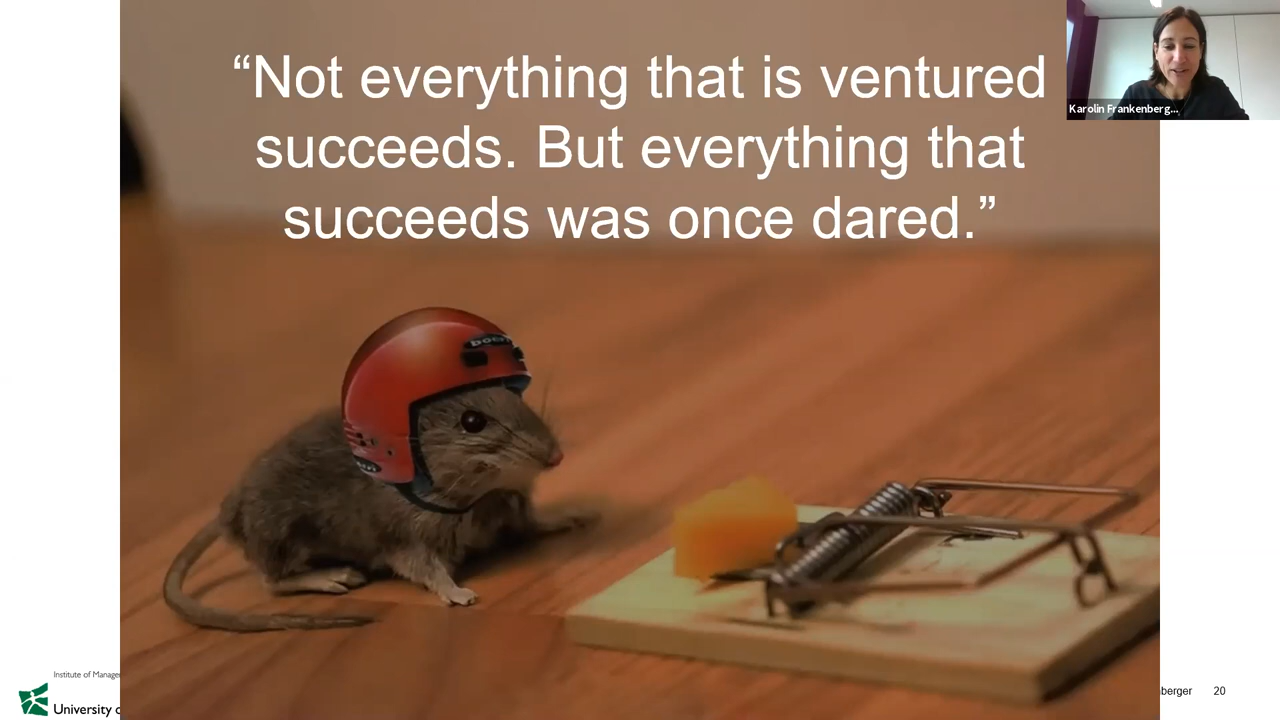 “Not everything that is ventured
succeeds. But everything that
succeeds was once dared.”
Karolin Frankenberg...
Institute of Manage
University
berger
20